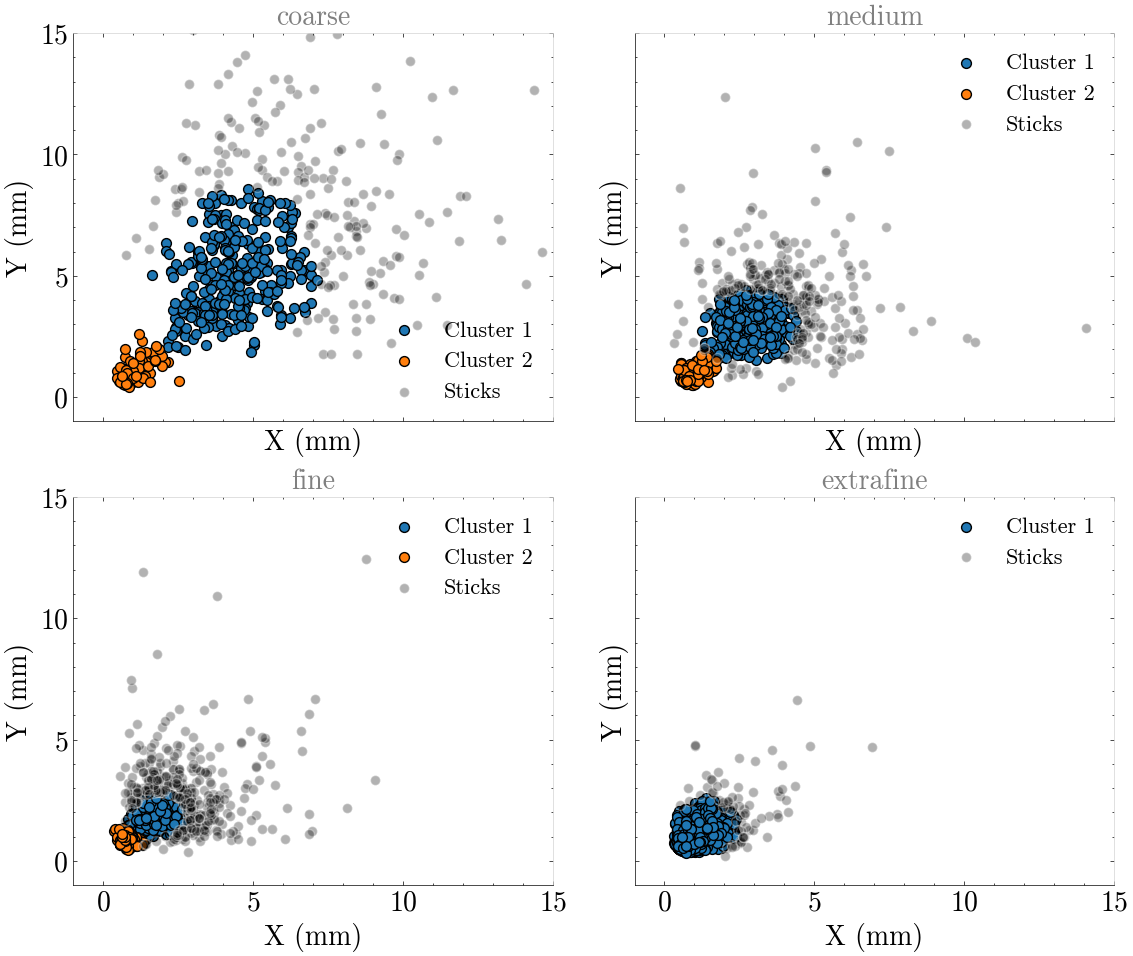 coarse
15
10
5
0
Y (mm)
X (mm)
Cluster 1
Cluster 2
Sticks
medium
Y (mm)
X (mm)
Cluster 1
Cluster 2
Sticks
fine
15
10
5
0
Y (mm)
0 5 10 15
X (mm)
Cluster 1
Cluster 2
Sticks
extrafine
Y (mm)
0 5 10 15
X (mm)
Cluster 1
Sticks